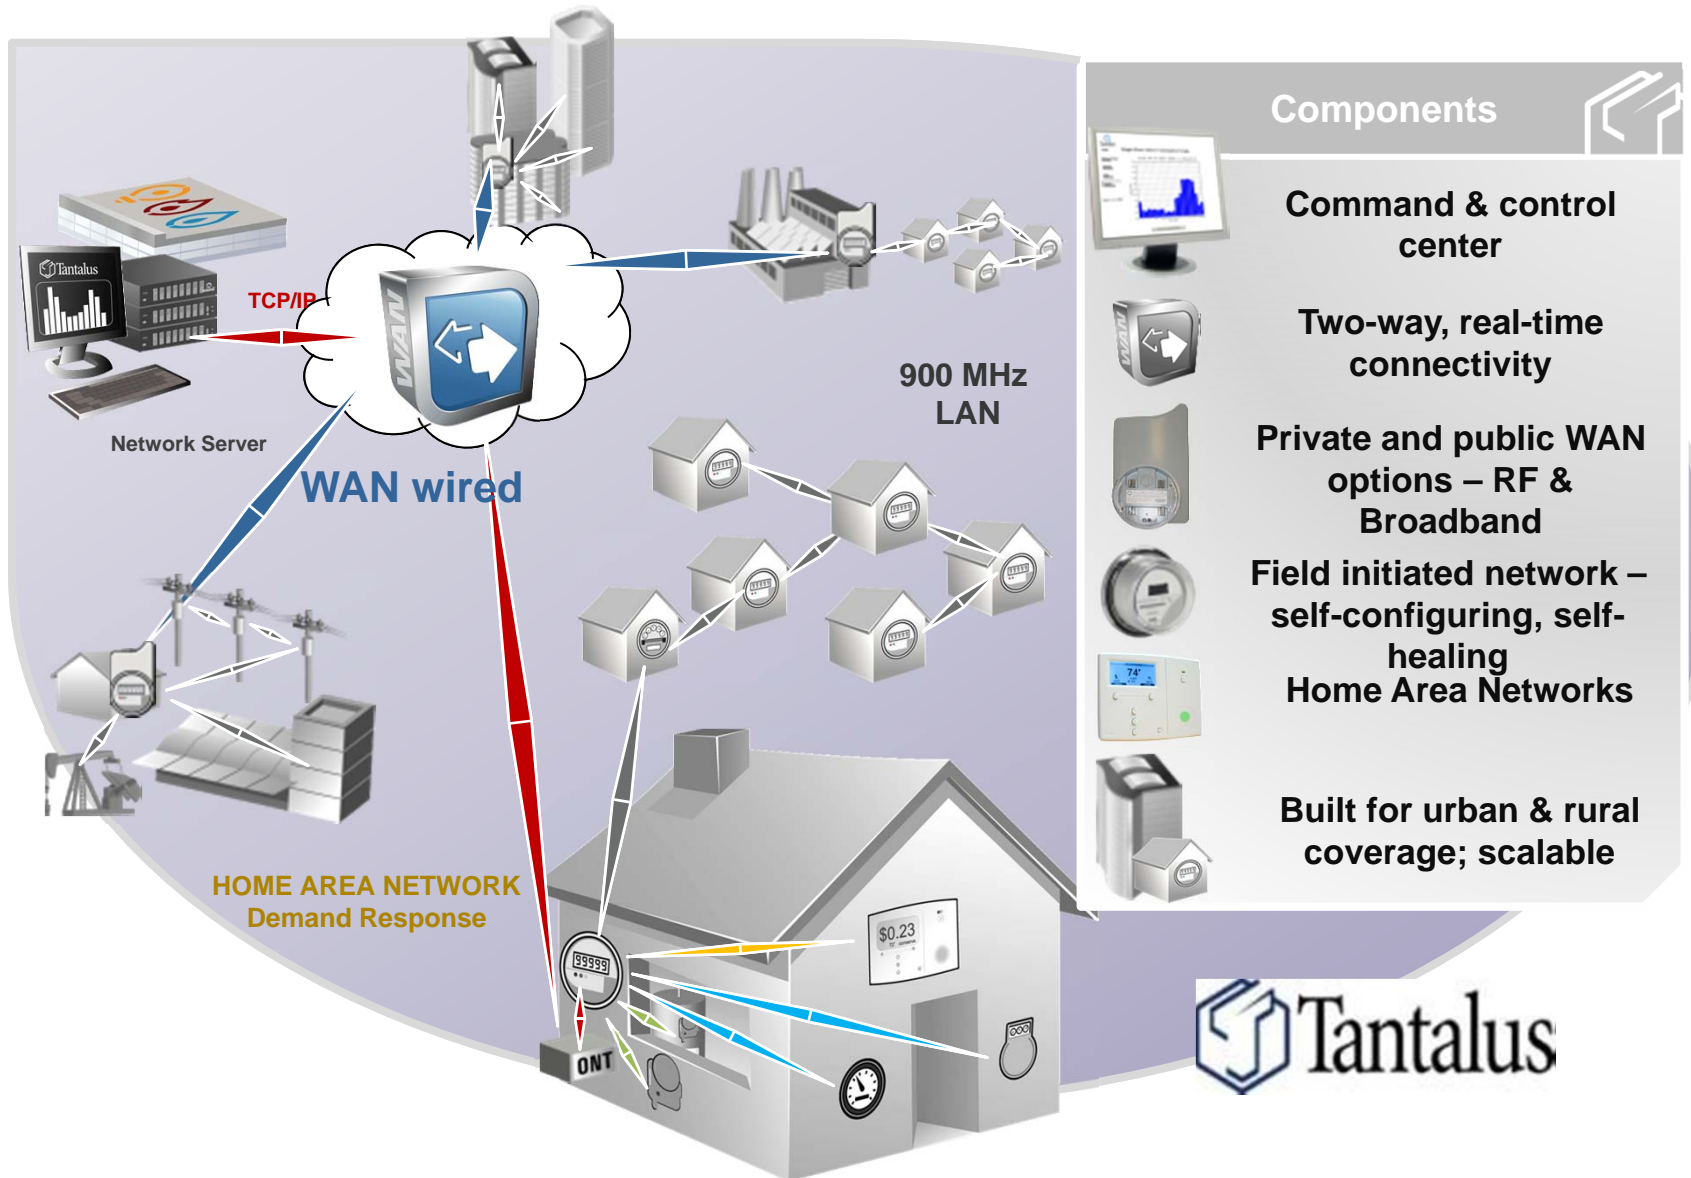 Components
Command & control
center
Two-way, real-time
connectivity
Private and public WAN
options – RF &
Broadband
Field initiated network –
self-configuring, self-
healing
Home Area Networks
Built for urban & rural
coverage; scalable
Tantalus
TCP/IP
WAN
WAN
Network Server
WAN wired
900 MHz
LAN
HOME AREA NETWORK
Demand Response
99999
$0.23
74°
ONT
Tantalus